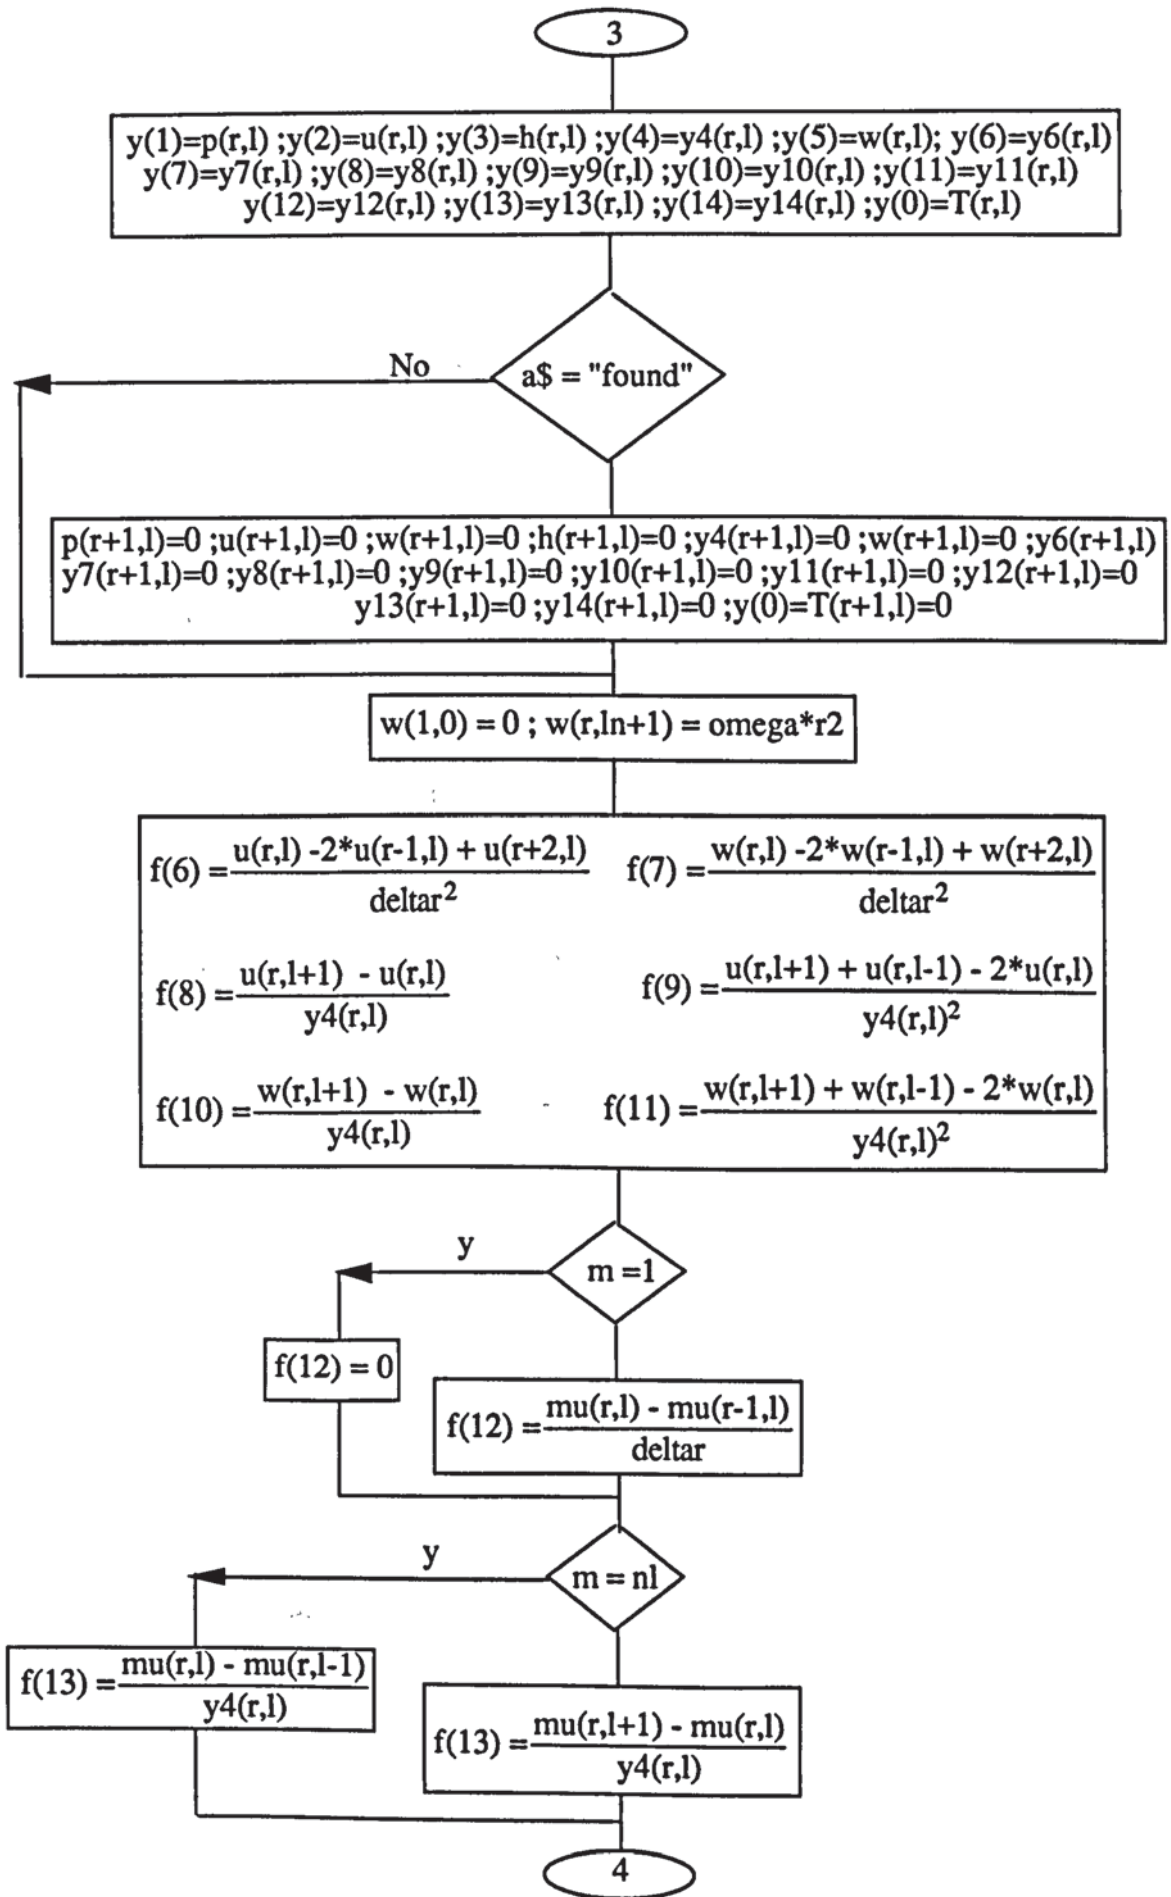 3
y(1)=p(r,l) ;y(2)=u(r,l) ;y(3)=h(r,l) ;y(4)=y4(r,l) ;y(5)=w(r,l); y(6)=y6(r,l)
y(7)=y7(r,l) ;y(8)=y8(r,l) ;y(9)=y9(r,l) ;y(10)=y10(r,l) ;y(11)=y11(r,l)
y(12)=y12(r,l) ;y(13)=y13(r,l) ;y(14)=y14(r,l) ;y(0)=T(r,l)
No
a$ = "found"
p(r+1,l)=0 ;u(r+1,l)=0 ;w(r+1,l)=0 ;h(r+1,l)=0 ;y4(r+1,l)=0 ;w(r+1,l)=0 ;y6(r+1,l)
y7(r+1,l)=0 ;y8(r+1,l)=0 ;y9(r+1,l)=0 ;y10(r+1,l)=0 ;y11(r+1,l)=0 ;y12(r+1,l)=0
y13(r+1,l)=0 ;y14(r+1,l)=0 ;y(0)=T(r+1,l)=0
w(1,0) = 0 ; w(r,ln+1) = omega*r2
f(6) = u(r,l) -2*u(r-1,l) + u(r+2,l)
deltar²
f(7) = w(r,l) -2*w(r-1,l) + w(r+2,l)
deltar²
f(8) = u(r,l+1) - u(r,l)
y4(r,l)
f(9) = u(r,l+1) + u(r,l-1) - 2*u(r,l)
y4(r,l)²
f(10) = w(r,l+1) - w(r,l)
y4(r,l)
f(11) = w(r,l+1) + w(r,l-1) - 2*w(r,l)
y4(r,l)²
y
m =1
f(12) = 0
f(12) = mu(r,l) - mu(r-1,l)
deltar
y
m = nl
f(13) = mu(r,l) - mu(r,l-1)
y4(r,l)
f(13) = mu(r,l+1) - mu(r,l)
y4(r,l)
4